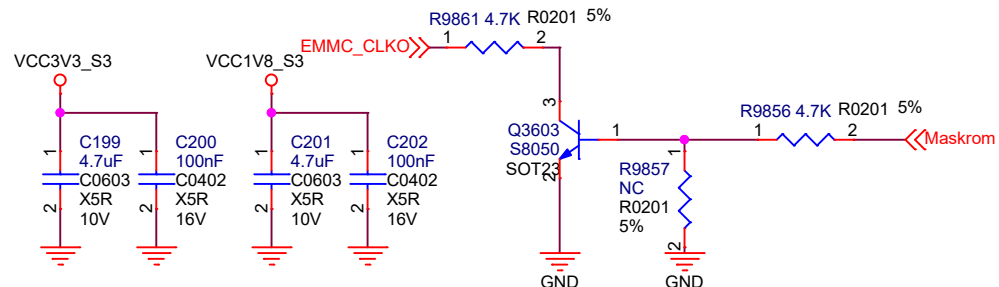 R9861 4.7K R0201 5%
EMMC_CLKO 1 2
VCC3V3_S3 VCC1V8_S3
3
R9856 4.7K R0201 5%
Q3603 1 1 2 Maskrom
S8050
SOT23
2
1 C199 1 C200 1 C201 1 C202
4.7uF 100nF 4.7uF 100nF
C0603 C0402 C0603 C0402
X5R X5R X5R X5R
2 10V 2 16V 2 10V 2 16V
1
R9857
NC
R0201
5%
2
GND GND